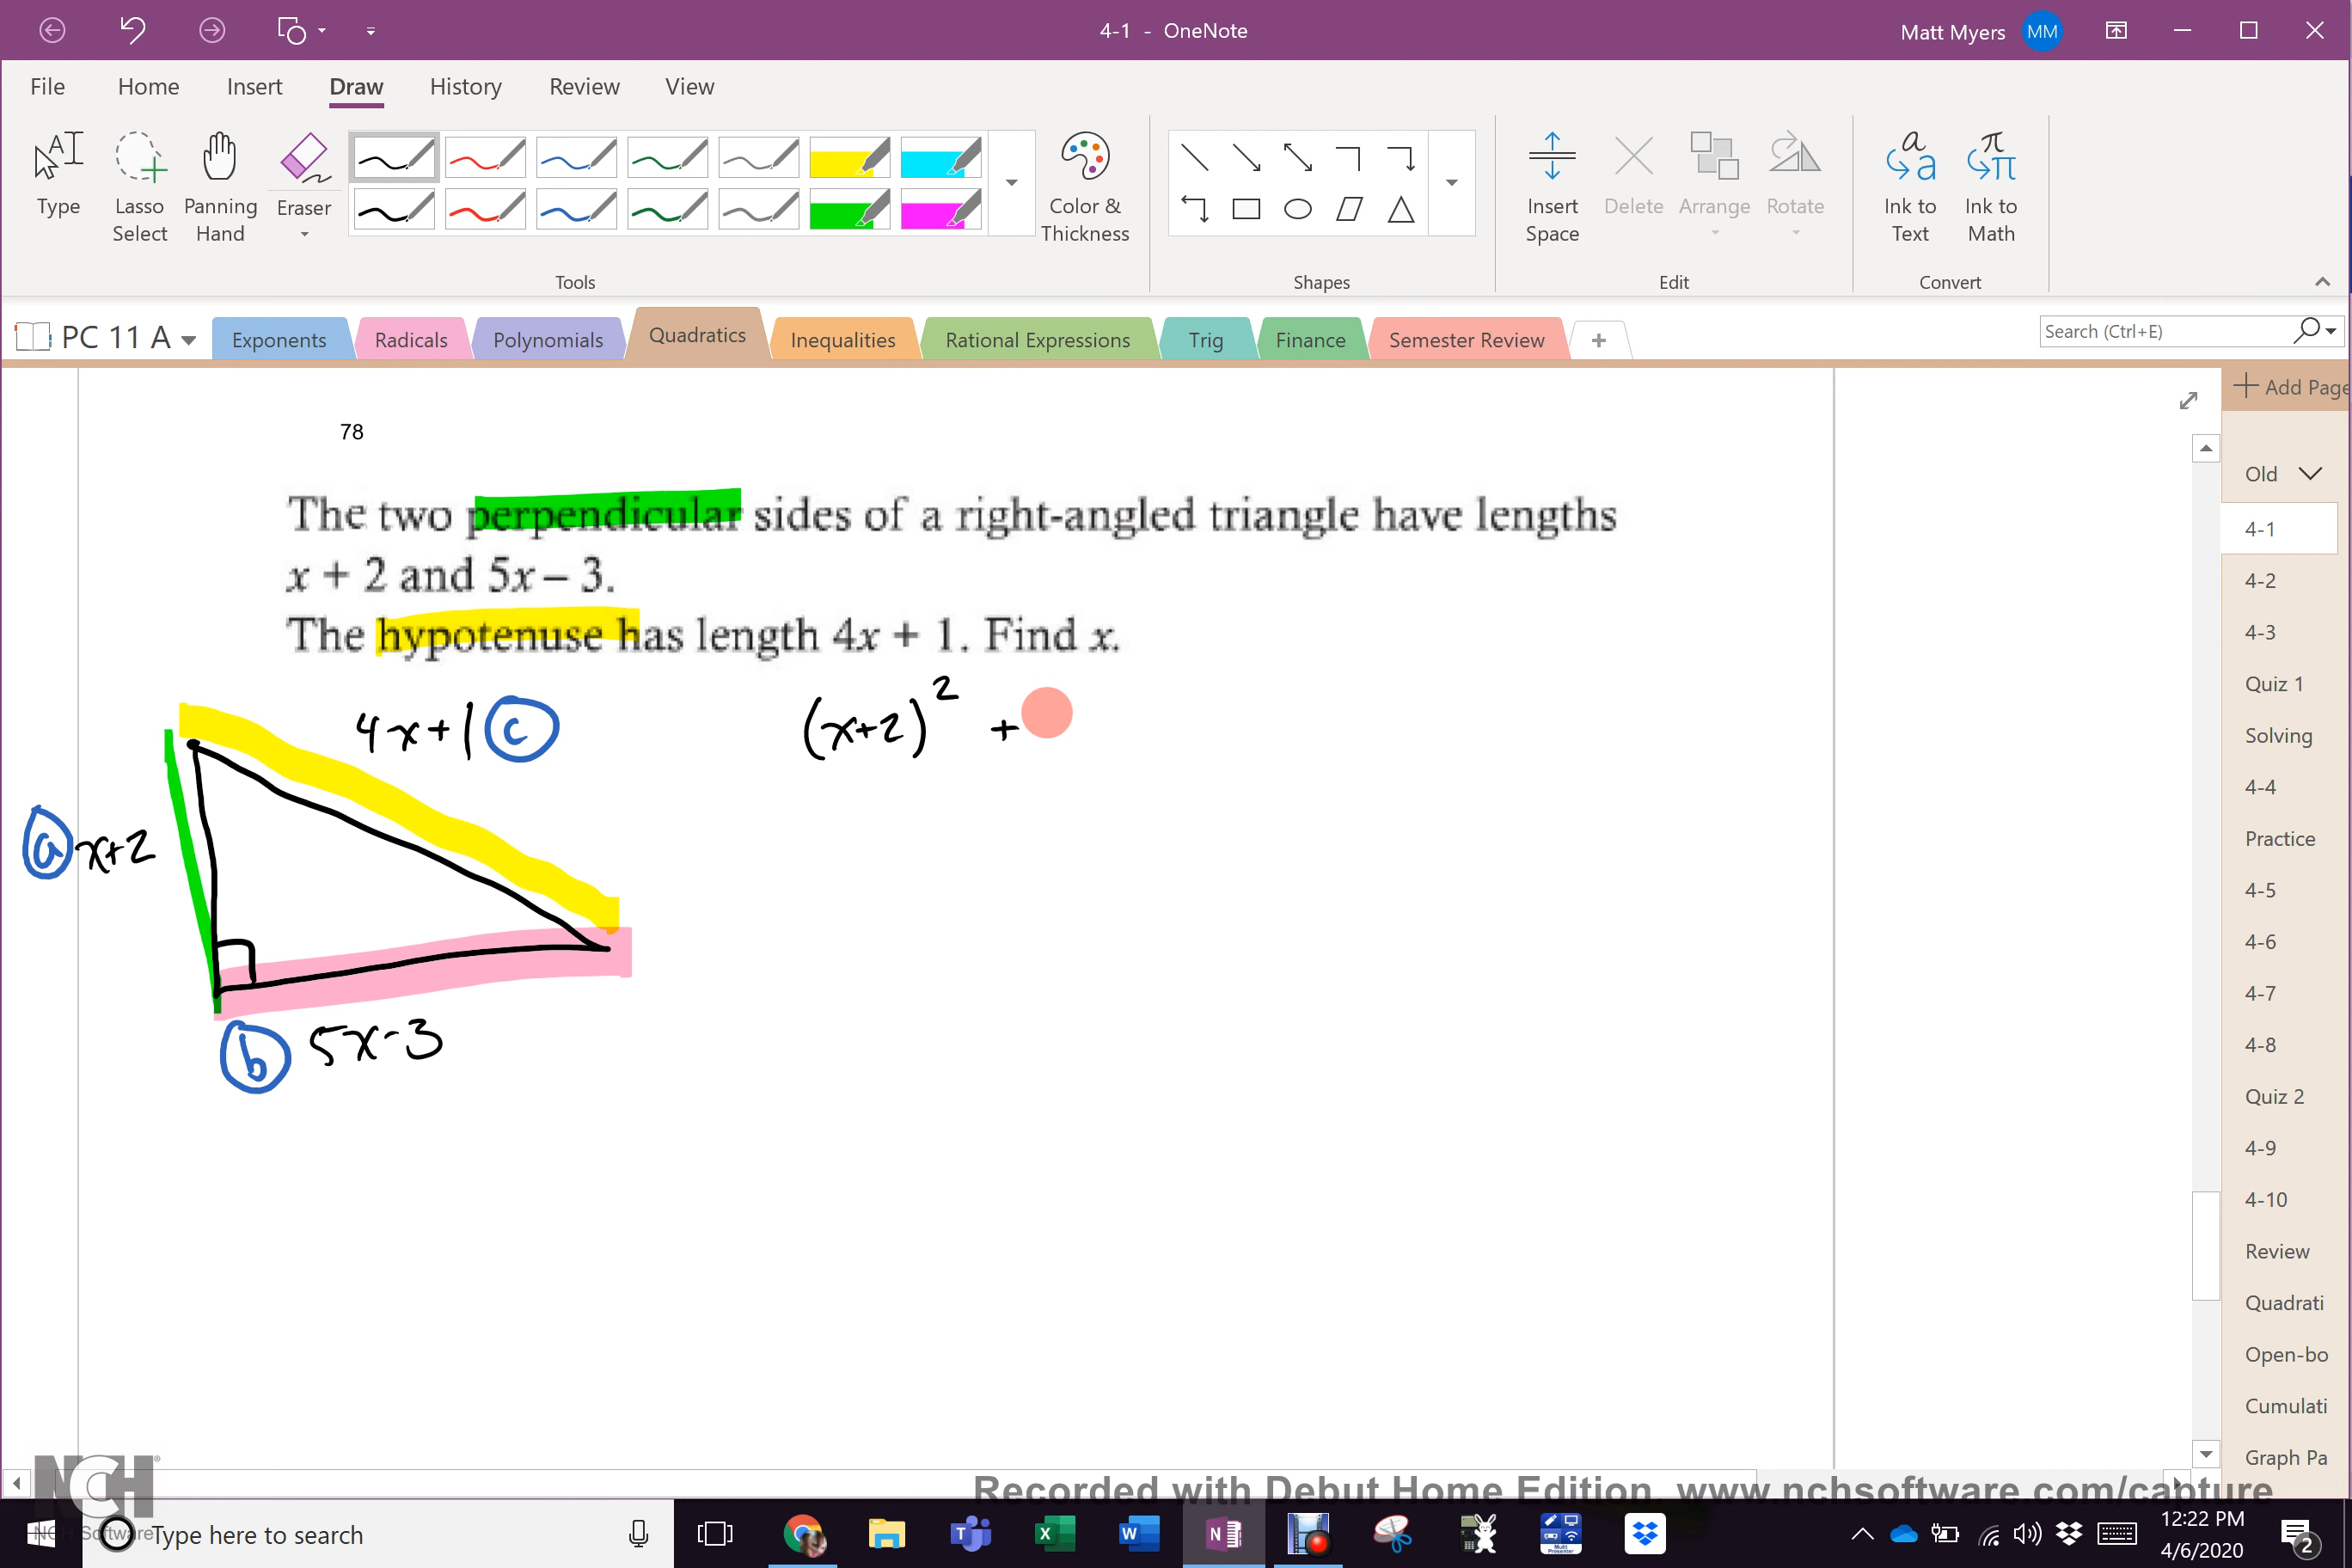 4-1 - OneNote
Matt Myers MM
File Home Insert Draw History Review View
Type
Lasso Select
Panning Hand
Eraser
Color & Thickness
Insert Space
Delete
Arrange
Rotate
Ink to Text
Ink to Math
Tools
Shapes
Edit
Convert
PC 11 A
Exponents Radicals Polynomials Quadratics Inequalities Rational Expressions Trig Finance Semester Review +
Search (Ctrl+E)
Add Page
78
The two perpendicular sides of a right-angled triangle have lengths
x + 2 and 5x – 3.
The hypotenuse has length 4x + 1. Find x.
4x+1 c
(x+2)² +
a x+2
b 5x-3
Old
4-1
4-2
4-3
Quiz 1
Solving
4-4
Practice
4-5
4-6
4-7
4-8
Quiz 2
4-9
4-10
Review
Quadrati
Open-bo
Cumulati
Graph Pa
NCH®
NCH Software
Recorded with Debut Home Edition. www.nchsoftware.com/capture
Type here to search
12:22 PM
4/6/2020
2